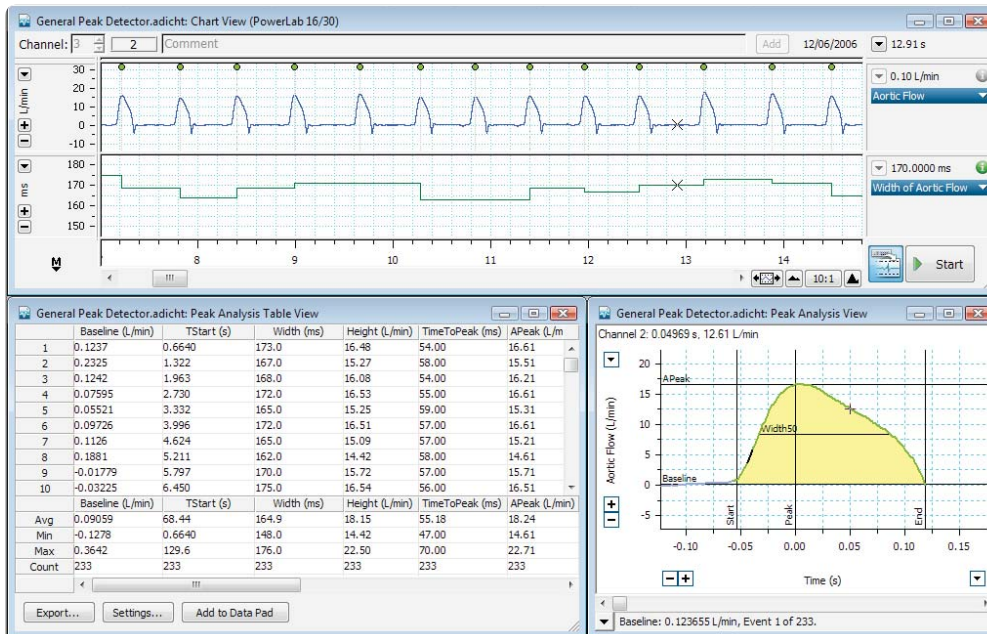 General Peak Detector.adicht: Chart View (PowerLab 16/30)
Channel: 3 2 Comment Add 12/06/2006 12.91 s
30
20
10
0
-10
L/min
0.10 L/min
Aortic Flow
180
170
160
150
ms
170.0000 ms
Width of Aortic Flow
M
8 9 10 11 12 13 14
10:1
Start
General Peak Detector.adicht: Peak Analysis Table View
Baseline (L/min) TStart (s) Width (ms) Height (L/min) TimeToPeak (ms) APeak (L/m
1 0.1237 0.6640 173.0 16.48 54.00 16.61
2 0.2325 1.322 167.0 15.27 58.00 15.51
3 0.1242 1.963 168.0 16.08 54.00 16.21
4 0.07595 2.730 172.0 16.53 55.00 16.61
5 0.05521 3.332 165.0 15.25 59.00 15.31
6 0.09726 3.996 172.0 16.51 57.00 16.61
7 0.1126 4.624 165.0 15.09 57.00 15.21
8 0.1881 5.211 162.0 14.42 58.00 14.61
9 -0.01779 5.797 170.0 15.72 57.00 15.71
10 -0.03225 6.450 175.0 16.54 56.00 16.51
Baseline (L/min) TStart (s) Width (ms) Height (L/min) TimeToPeak (ms) APeak (L/min)
Avg 0.09059 68.44 164.9 18.15 55.18 18.24
Min -0.1278 0.6640 148.0 14.42 47.00 14.61
Max 0.3642 129.6 176.0 22.50 70.00 22.71
Count 233 233 233 233 233 233
Export... Settings... Add to Data Pad
General Peak Detector.adicht: Peak Analysis View
Channel 2: 0.04969 s, 12.61 L/min
20
15
10
5
0
-5
Aortic Flow (L/min)
APeak
Width50
Baseline
Start
Peak
End
-0.10 -0.05 0.00 0.05 0.10 0.15
Time (s)
Baseline: 0.123655 L/min, Event 1 of 233.